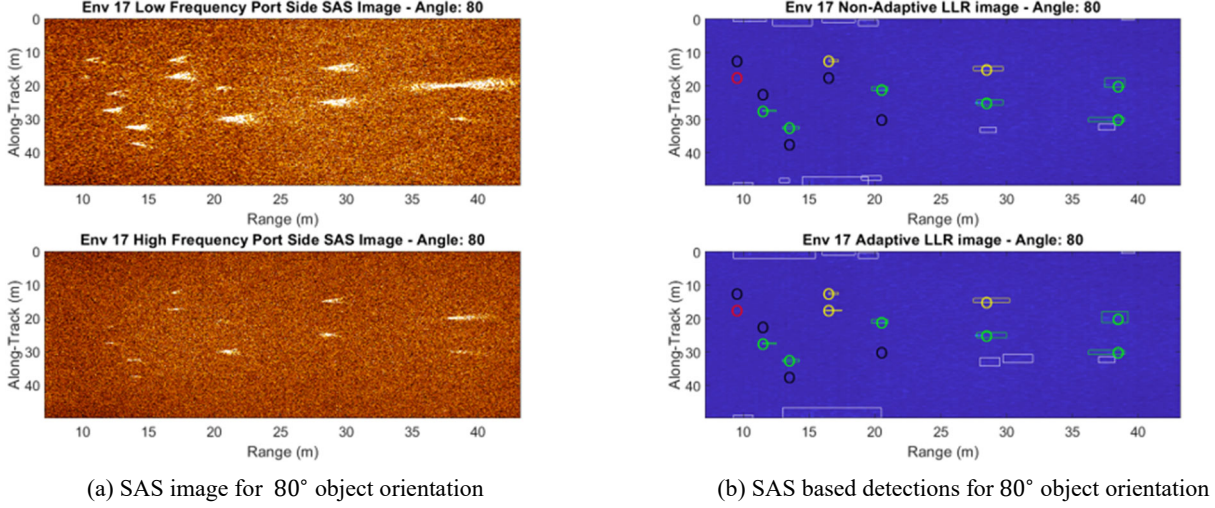 Env 17 Low Frequency Port Side SAS Image - Angle: 80
0
10
20
30
40
Along-Track (m)
10 15 20 25 30 35 40
Range (m)
Env 17 High Frequency Port Side SAS Image - Angle: 80
0
10
20
30
40
Along-Track (m)
10 15 20 25 30 35 40
Range (m)
(a) SAS image for 80° object orientation
Env 17 Non-Adaptive LLR image - Angle: 80
0
10
20
30
40
Along-Track (m)
10 15 20 25 30 35 40
Range (m)
Env 17 Adaptive LLR image - Angle: 80
0
10
20
30
40
Along-Track (m)
10 15 20 25 30 35 40
Range (m)
(b) SAS based detections for 80° object orientation